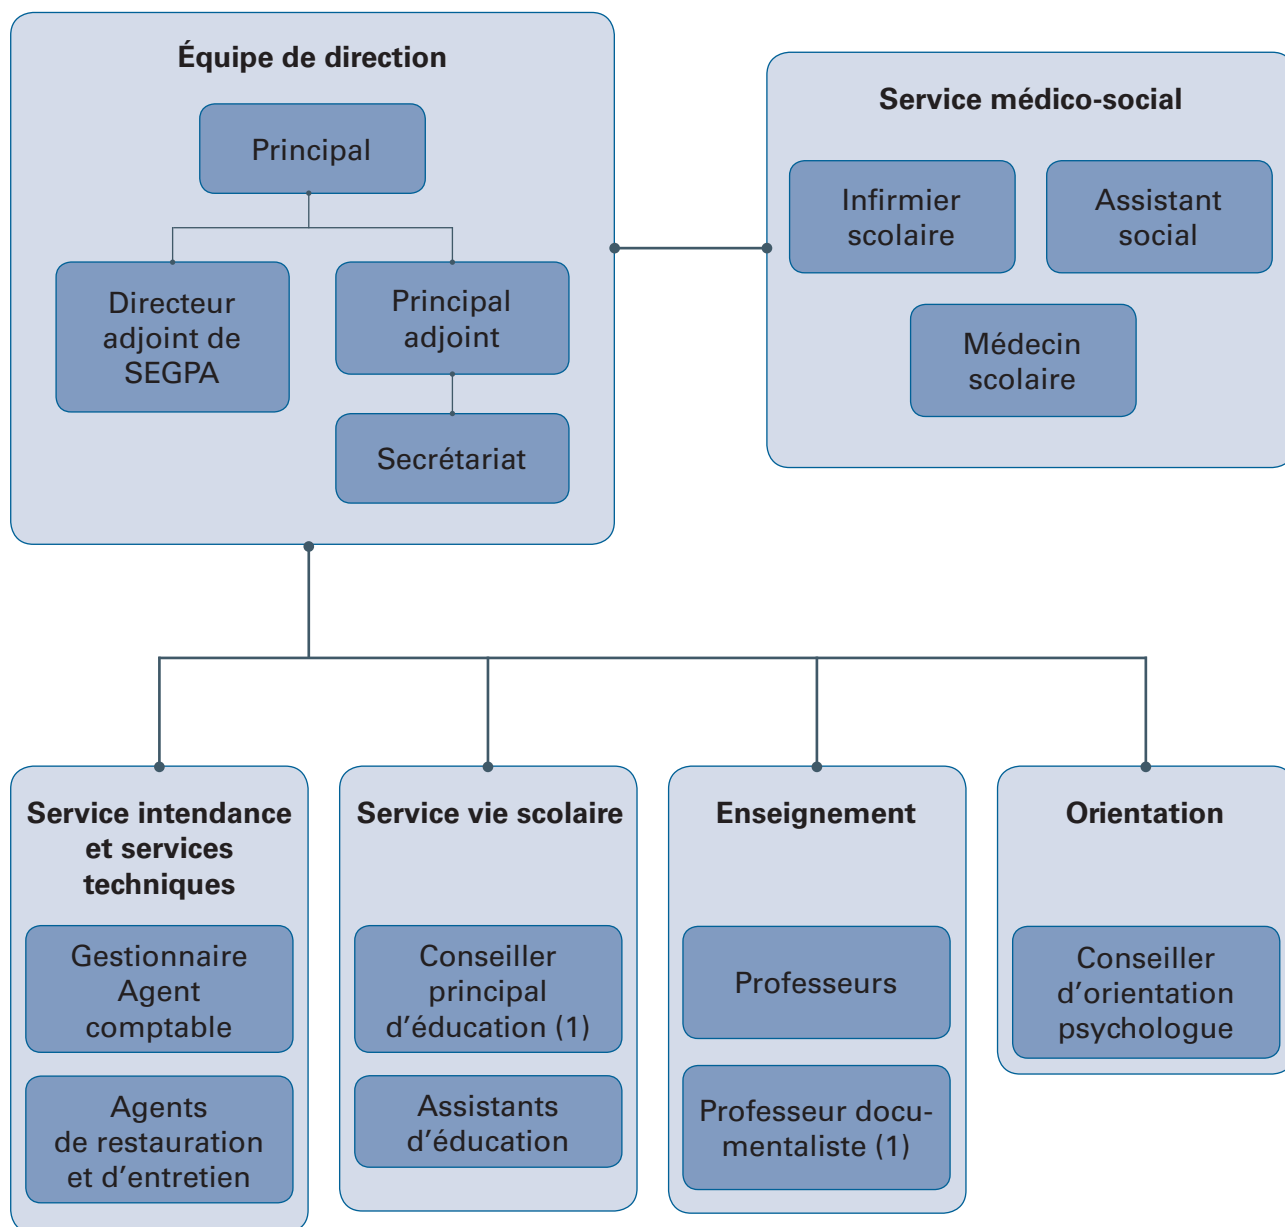 Équipe de direction
Principal
Directeur
adjoint de
SEGPA
Principal
adjoint
Secrétariat
Service médico-social
Infirmier
scolaire
Assistant
social
Médecin
scolaire
Service intendance
et services
techniques
Gestionnaire
Agent
comptable
Agents
de restauration
et d’entretien
Service vie scolaire
Conseiller
principal
d’éducation (1)
Assistants
d’éducation
Enseignement
Professeurs
Professeur docu-
mentaliste (1)
Orientation
Conseiller
d’orientation
psychologue